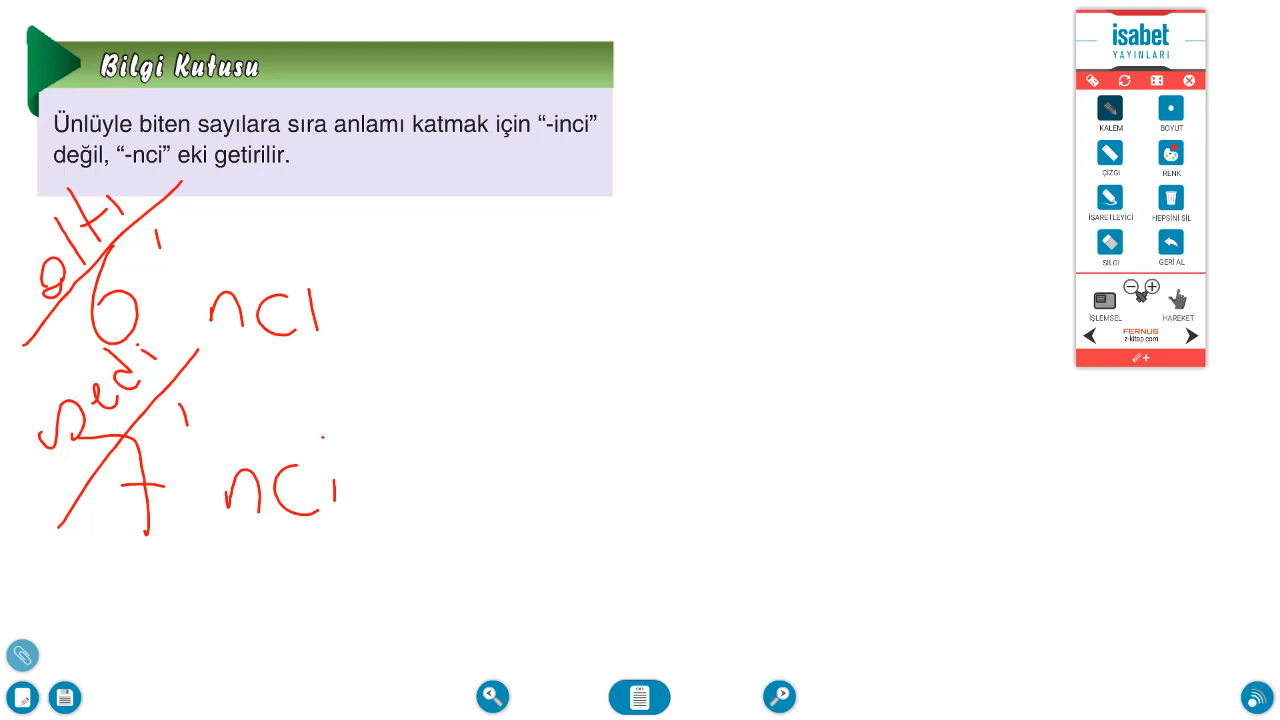 Bilgi Kutusu
Ünlüyle biten sayılara sıra anlamı katmak için “-inci”
değil, “-nci” eki getirilir.
altı
6 ' ncı
yedi
7 ' nci
isabet
YAYINLARI
KALEM BOYUT
ÇİZGİ RENK
İŞARETLEYİCİ HEPSİNİ SİL
SİLGİ GERİ AL
İŞLEMSEL HAREKET
FERNUS
z-kitap.com